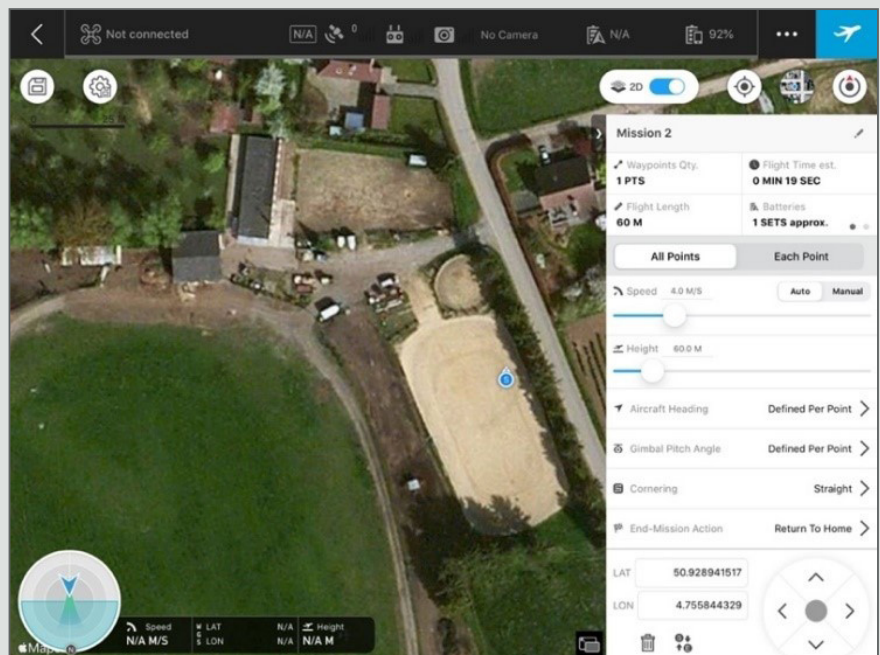 Not connected N/A 0 No Camera N/A 92%
2D
0 25 M
Mission 2
Waypoints Qty. Flight Time est.
1 PTS 0 MIN 19 SEC
Flight Length Batteries
60 M 1 SETS approx.
All Points Each Point
Speed 4.0 M/S Auto Manual
Height 60.0 M
Aircraft Heading Defined Per Point
Gimbal Pitch Angle Defined Per Point
Cornering Straight
End-Mission Action Return To Home
LAT 50.928941517
LON 4.755844329
Speed W LAT N/A Height
N/A M/S G S LON N/A N/A M
N
Maps
S